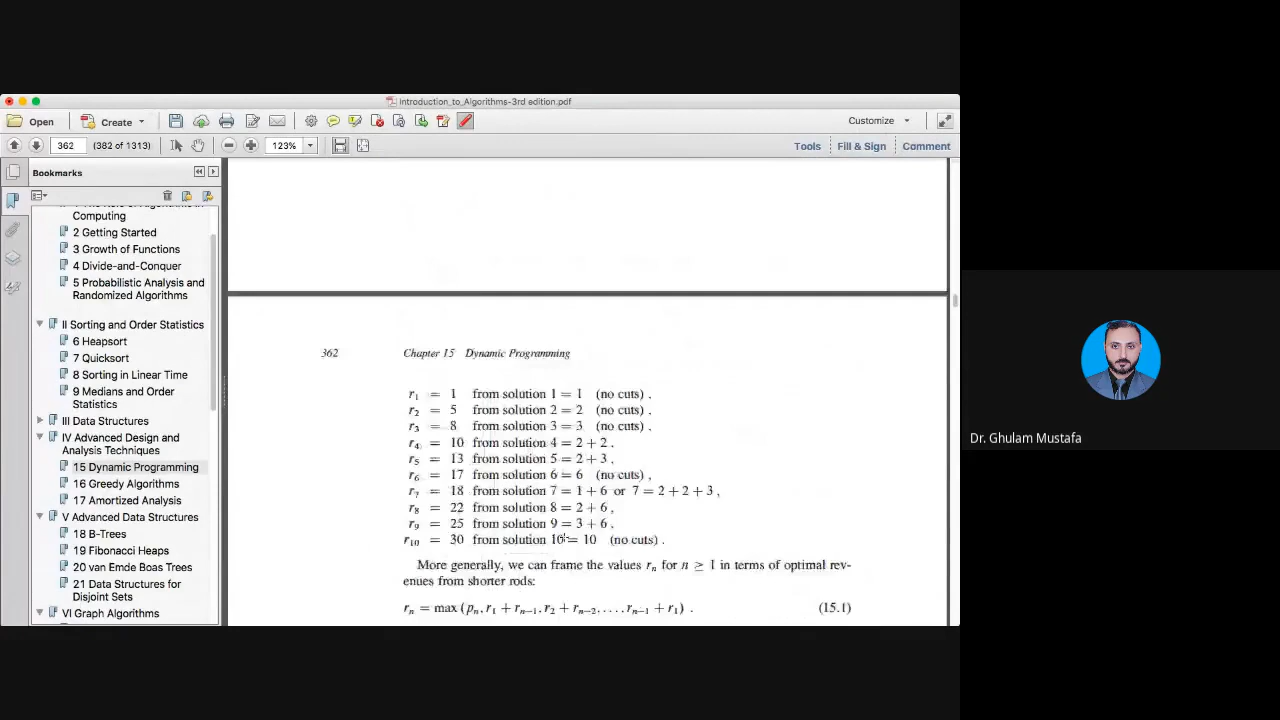 Introduction_to_Algorithms-3rd edition.pdf
Open Create Customize
362 (382 of 1313) 123% Tools Fill & Sign Comment
Bookmarks
Computing
2 Getting Started
3 Growth of Functions
4 Divide-and-Conquer
5 Probabilistic Analysis and
Randomized Algorithms
II Sorting and Order Statistics
6 Heapsort
7 Quicksort
8 Sorting in Linear Time
9 Medians and Order
Statistics
III Data Structures
IV Advanced Design and
Analysis Techniques
15 Dynamic Programming
16 Greedy Algorithms
17 Amortized Analysis
V Advanced Data Structures
18 B-Trees
19 Fibonacci Heaps
20 van Emde Boas Trees
21 Data Structures for
Disjoint Sets
VI Graph Algorithms
362 Chapter 15 Dynamic Programming
r₁ = 1 from solution 1 = 1 (no cuts) ,
r₂ = 5 from solution 2 = 2 (no cuts) ,
r₃ = 8 from solution 3 = 3 (no cuts) ,
r₄ = 10 from solution 4 = 2 + 2 ,
r₅ = 13 from solution 5 = 2 + 3 ,
r₆ = 17 from solution 6 = 6 (no cuts) ,
r₇ = 18 from solution 7 = 1 + 6 or 7 = 2 + 2 + 3 ,
r₈ = 22 from solution 8 = 2 + 6 ,
r₉ = 25 from solution 9 = 3 + 6 ,
r₁₀ = 30 from solution 10 = 10 (no cuts) .
More generally, we can frame the values rₙ for n ≥ 1 in terms of optimal rev-
enues from shorter rods:
rₙ = max (pₙ, r₁ + rₙ₋₁, r₂ + rₙ₋₂, . . . , rₙ₋₁ + r₁) . (15.1)
Dr. Ghulam Mustafa